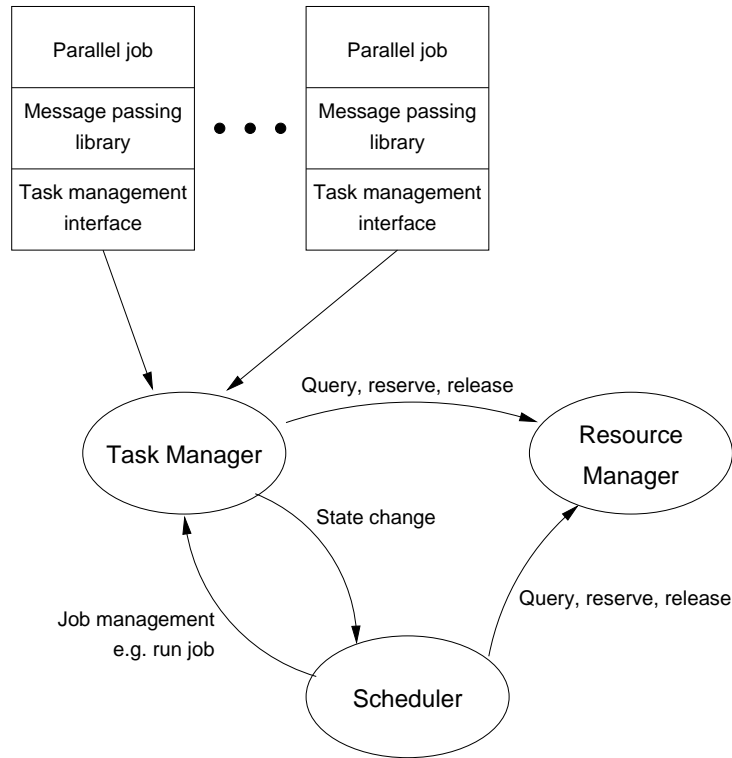 Parallel job
Message passing
library
Task management
interface
Parallel job
Message passing
library
Task management
interface
Query, reserve, release
Task Manager
Resource
Manager
State change
Query, reserve, release
Job management
e.g. run job
Scheduler